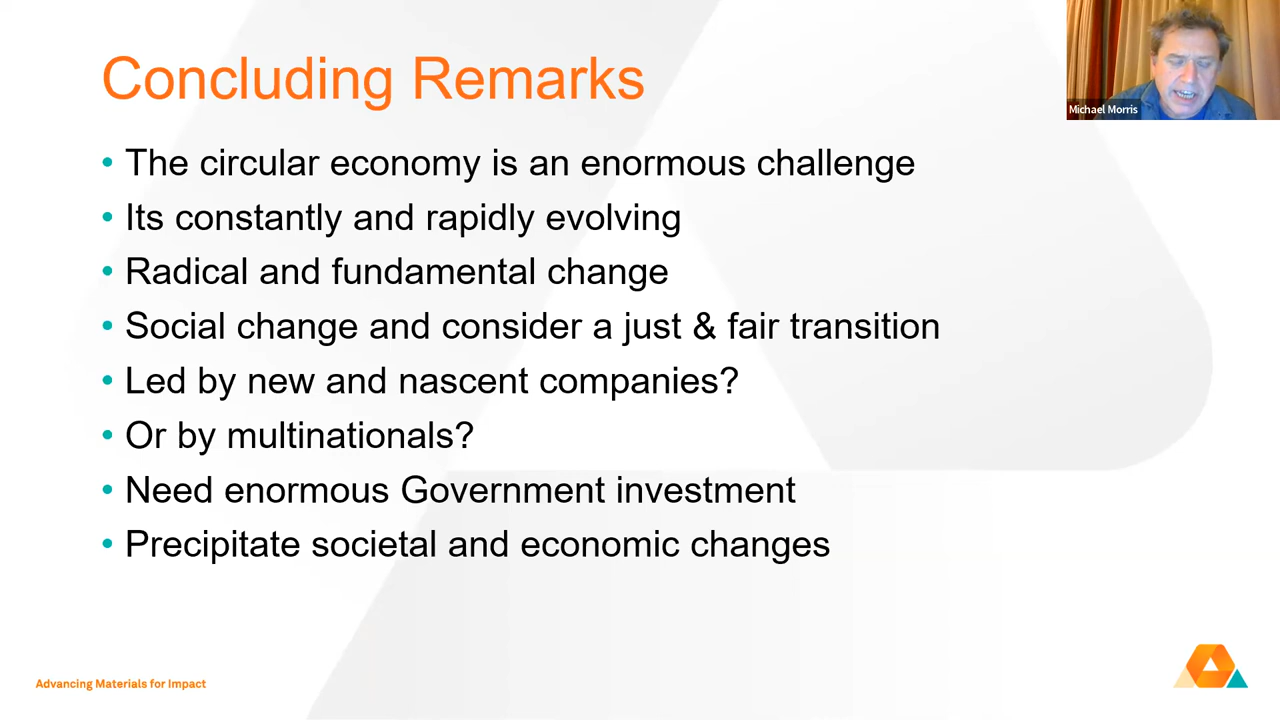 Concluding Remarks
Michael Morris
• The circular economy is an enormous challenge
• Its constantly and rapidly evolving
• Radical and fundamental change
• Social change and consider a just & fair transition
• Led by new and nascent companies?
• Or by multinationals?
• Need enormous Government investment
• Precipitate societal and economic changes
Advancing Materials for Impact